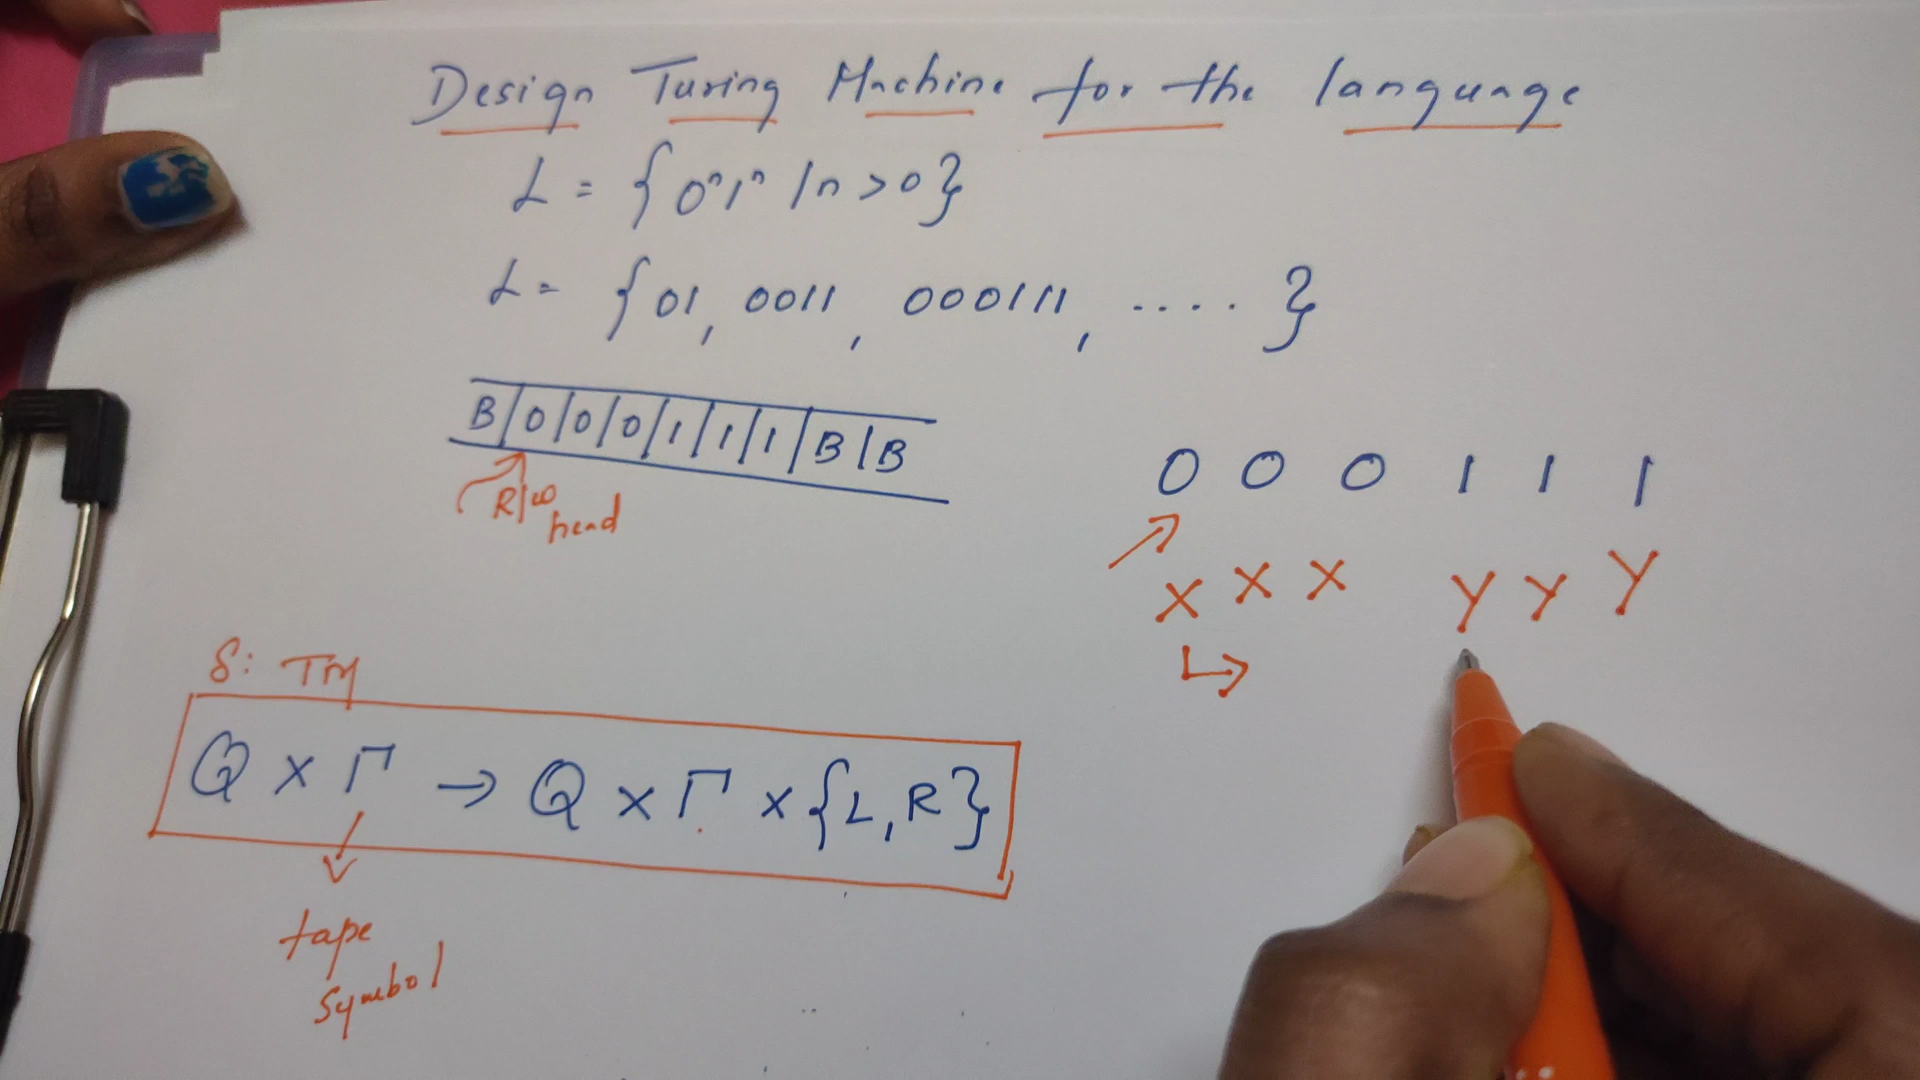 Design Turing Machine for the language
L = {0ⁿ1ⁿ | n > 0}
L = {01, 0011, 000111, .... }
B 0 0 0 1 1 1 B B
R/W head
0 0 0 1 1 1
X X X Y Y Y
δ: TM
Q × Γ → Q × Γ × {L, R}
tape
symbol